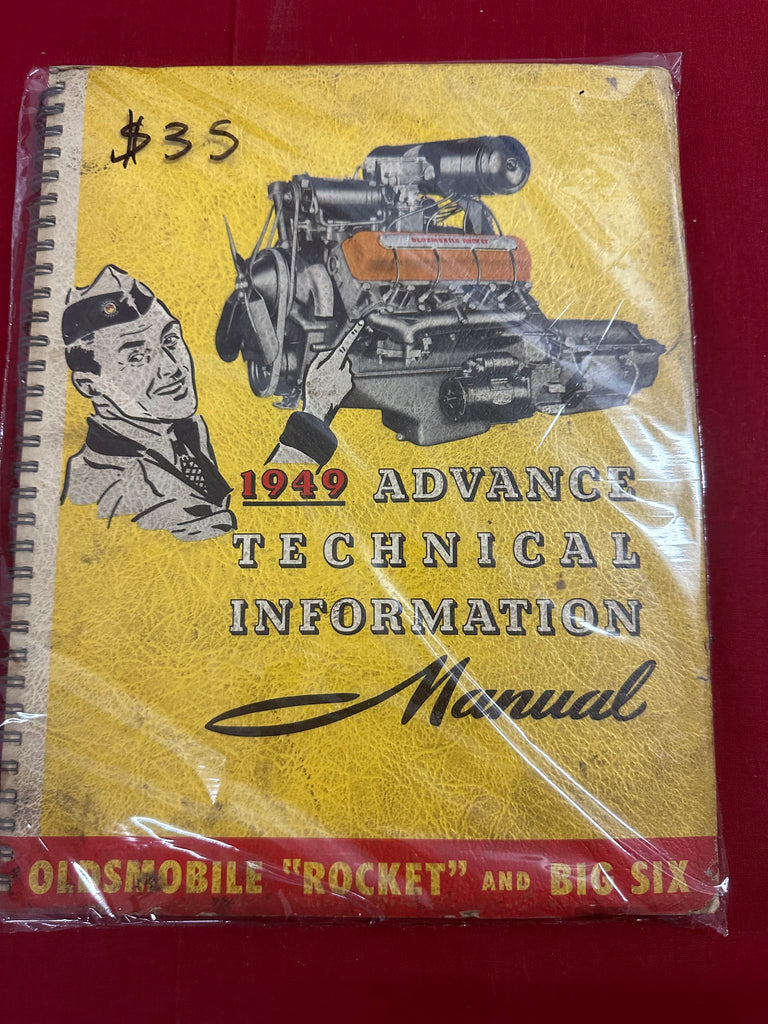 $35
OLDSMOBILE ROCKET
1949 ADVANCE
TECHNICAL
INFORMATION
Manual
OLDSMOBILE "ROCKET" AND BIG SIX